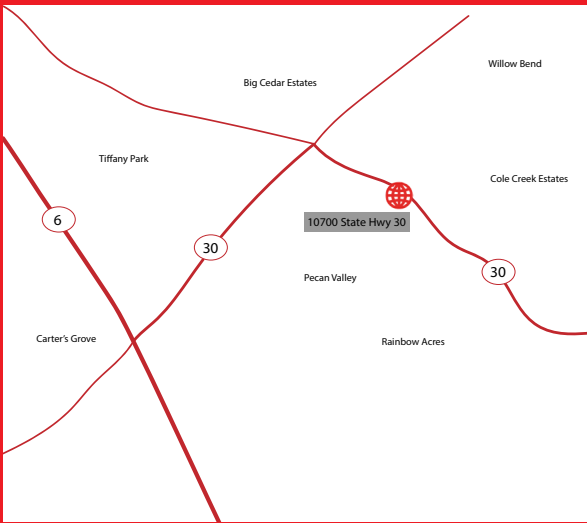 Willow Bend
Big Cedar Estates
Tiffany Park
Cole Creek Estates
10700 State Hwy 30
6
30
30
Pecan Valley
Carter's Grove
Rainbow Acres